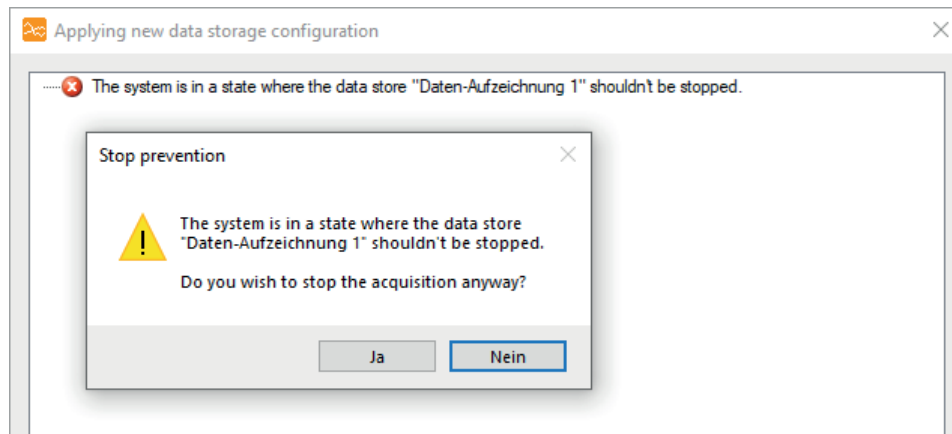 Applying new data storage configuration
The system is in a state where the data store "Daten-Aufzeichnung 1" shouldn't be stopped.
Stop prevention
The system is in a state where the data store
"Daten-Aufzeichnung 1" shouldn't be stopped.
Do you wish to stop the acquisition anyway?
Ja
Nein